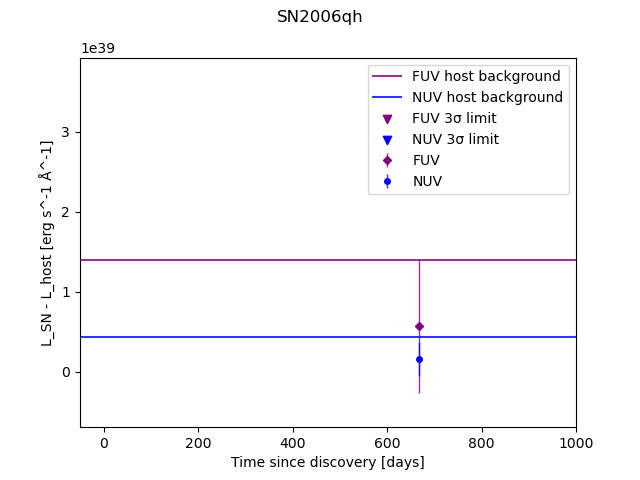 SN2006qh
1e39
FUV host background
NUV host background
FUV 3σ limit
NUV 3σ limit
FUV
NUV
3
2
1
0
L_SN - L_host [erg s^-1 Å^-1]
0 200 400 600 800 1000
Time since discovery [days]